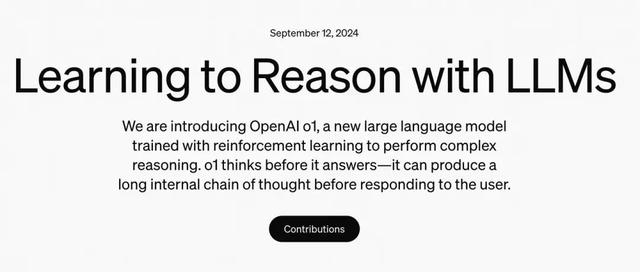 September 12, 2024
Learning to Reason with LLMs
We are introducing OpenAI o1, a new large language model
trained with reinforcement learning to perform complex
reasoning. o1 thinks before it answers—it can produce a
long internal chain of thought before responding to the user.
Contributions